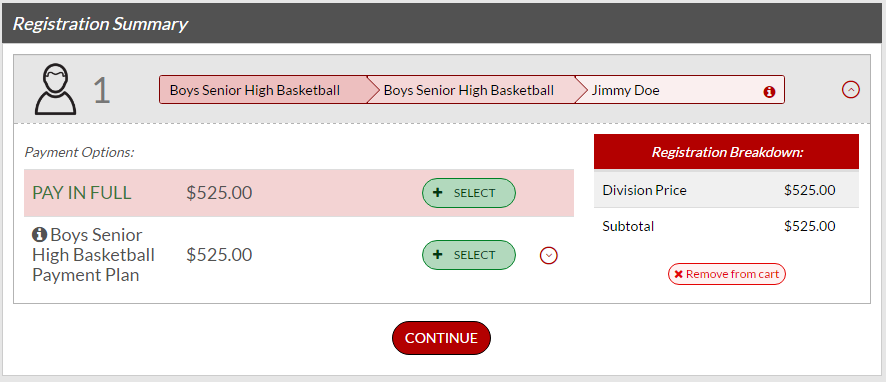 Registration Summary
1
Boys Senior High Basketball
Boys Senior High Basketball
Jimmy Doe
Payment Options:
PAY IN FULL $525.00 + SELECT
Boys Senior
High Basketball
Payment Plan
$525.00 + SELECT
Registration Breakdown:
Division Price $525.00
Subtotal $525.00
Remove from cart
CONTINUE